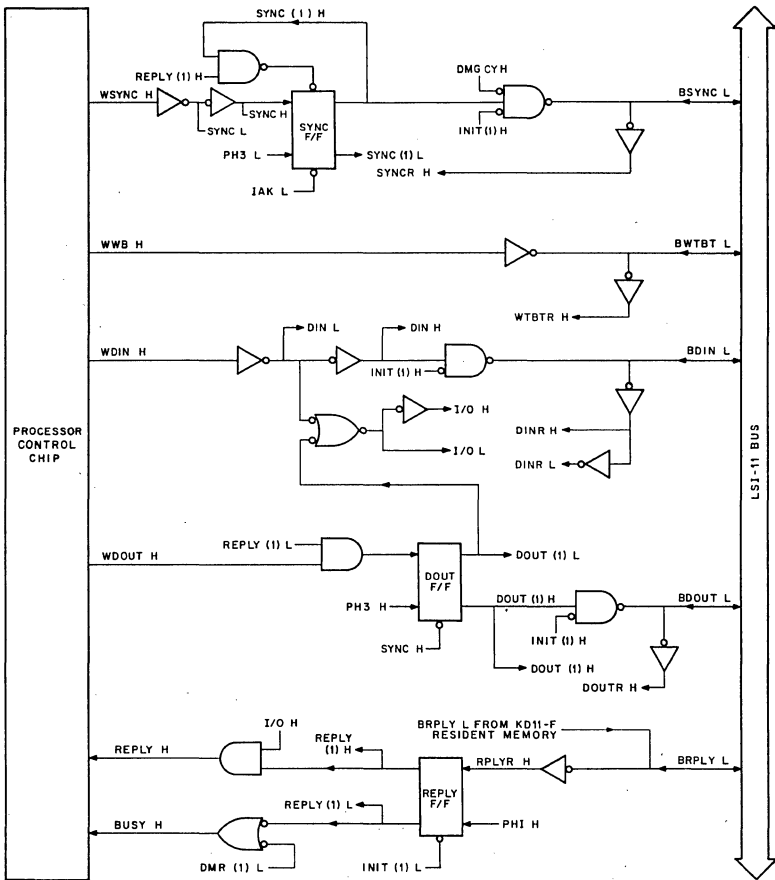 SYNC (1) H
REPLY (1) H
WSYNC H
SYNC H
SYNC L
SYNC
F/F
PH3 L
SYNC (1) L
IAK L
DMG CY H
INIT (1) H
BSYNC L
SYNCR H
WWB H
BWTBT L
WTBTR H
DIN L
DIN H
WDIN H
INIT (1) H
BDIN L
I/O H
I/O L
DINR H
DINR L
PROCESSOR
CONTROL
CHIP
LSI-11 BUS
REPLY (1) L
WDOUT H
DOUT
F/F
DOUT (1) L
PH3 H
DOUT (1) H
BDOUT L
INIT (1) H
SYNC H
DOUT (1) H
DOUTR H
I/O H
BRPLY L FROM KD11-F
RESIDENT MEMORY
REPLY H
REPLY
(1) H
RPLYR H
BRPLY L
REPLY
F/F
REPLY (1) L
BUSY H
PHI H
DMR (1) L
INIT (1) L